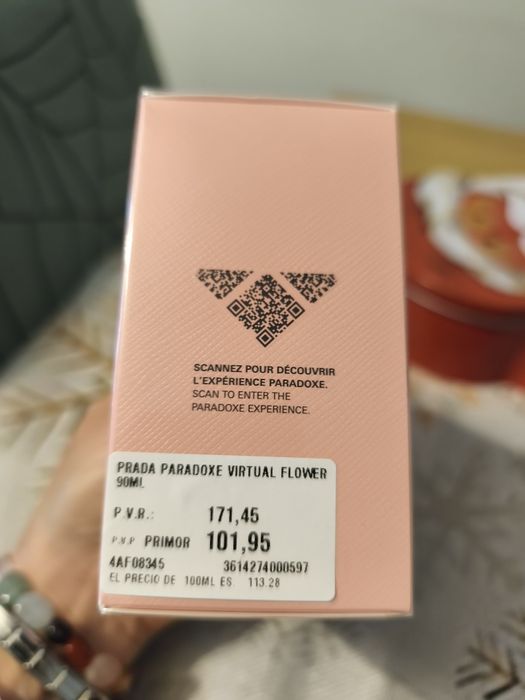 SCANNEZ POUR DÉCOUVRIR
L'EXPÉRIENCE PARADOXE.
SCAN TO ENTER THE
PARADOXE EXPERIENCE.
PRADA PARADOXE VIRTUAL FLOWER
90ML
P.V.R.: 171,45
P.V.P PRIMOR 101,95
4AF08345 3614274000597
EL PRECIO DE 100ML ES 113.28